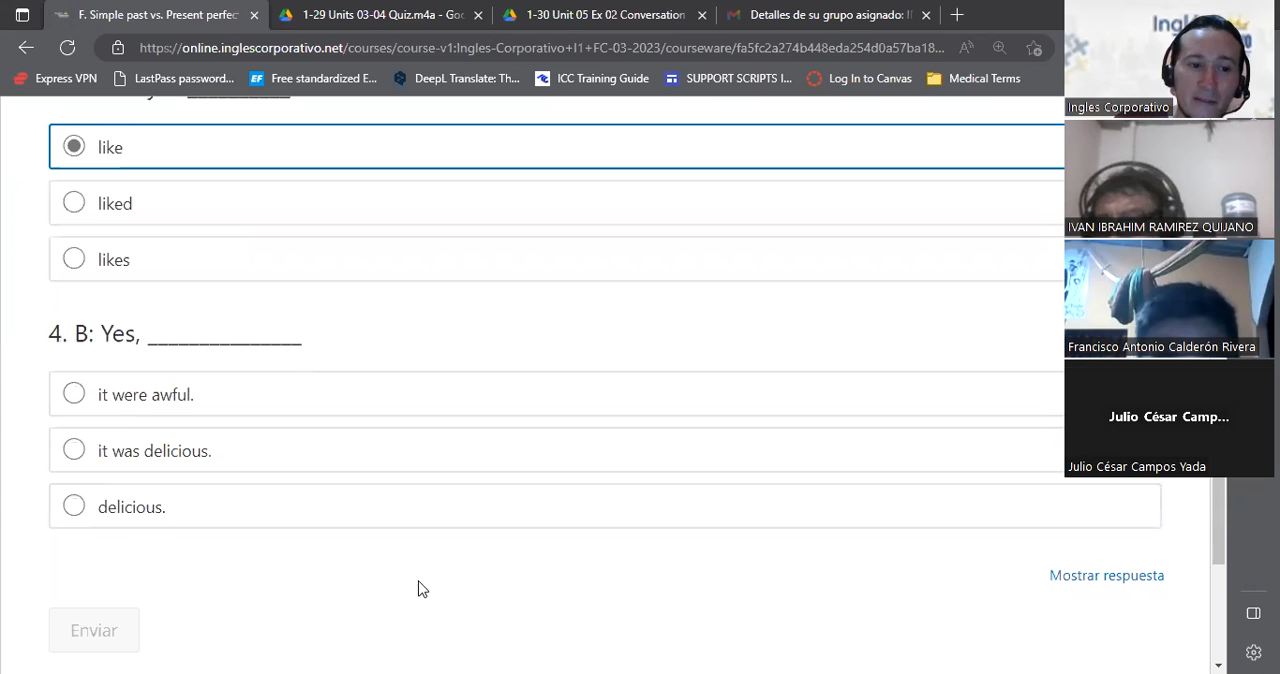 F. Simple past vs. Present perfec
1-29 Units 03-04 Quiz.m4a - Goo
1-30 Unit 05 Ex 02 Conversation
Detalles de su grupo asignado: I
https://online.inglescorporativo.net/courses/course-v1:Ingles-Corporativo+I1+FC-03-2023/courseware/fa5fc2a274b448eda254d0a57ba18...
Express VPN
LastPass password...
EF Free standardized E...
DeepL Translate: Th...
ICC Training Guide
SUPPORT SCRIPTS I...
Log In to Canvas
Medical Terms
Ingles Corporativo
IVAN IBRAHIM RAMIREZ QUIJANO
Francisco Antonio Calderón Rivera
Julio César Camp...
Julio César Campos Yada
like
liked
likes
4. B: Yes, _______________
it were awful.
it was delicious.
delicious.
Mostrar respuesta
Enviar